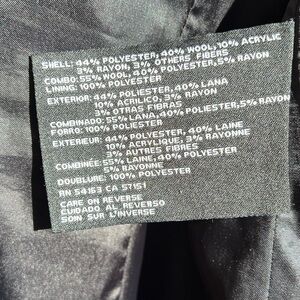 SHELL: 44% POLYESTER, 40% WOOL, 10% ACRYLIC
3% RAYON, 3% OTHERS FIBERS
COMBO: 55% WOOL, 40% POLYESTER, 5% RAYON
LINING: 100% POLYESTER
EXTERIOR: 44% POLIESTER, 40% LANA
10% ACRILICO, 3% RAYON
3% OTRAS FIBRAS
COMBINADO: 55% LANA, 40% POLIESTER, 5% RAYON
FORRO: 100% POLIESTER
EXTERIEUR: 44% POLYESTER, 40% LAINE
10% ACRYLIQUE, 3% RAYONNE
3% AUTRES FIBRES
COMBINÉE: 55% LAINE, 40% POLYESTER
5% RAYONNE
DOUBLURE: 100% POLYESTER
RN 54163 CA 57151
CARE ON REVERSE
CUIDADO AL REVERSO
SOIN SUR L'INVERSE